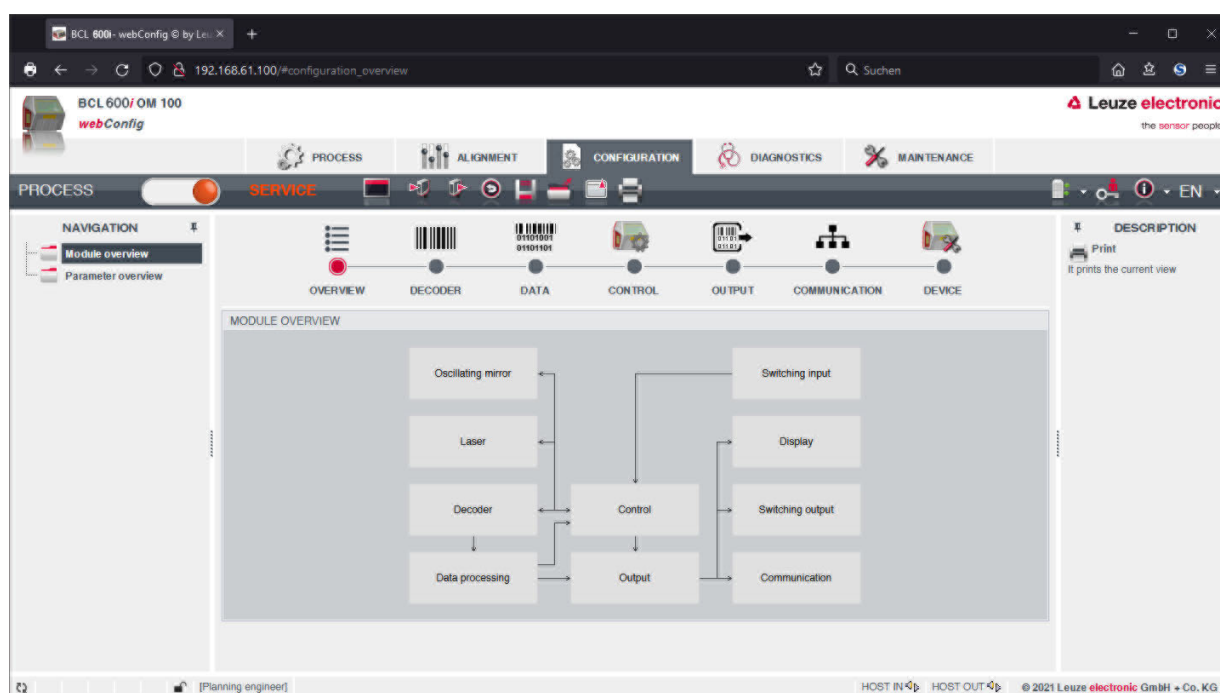 BCL 600i - webConfig © by Leu
192.168.61.100/#configuration_overview
Suchen
BCL 600i OM 100
webConfig
Leuze electronic
the sensor people
PROCESS
ALIGNMENT
CONFIGURATION
DIAGNOSTICS
MAINTENANCE
PROCESS
SERVICE
EN
NAVIGATION
Module overview
Parameter overview
01101001
01101101
OVERVIEW
DECODER
DATA
CONTROL
OUTPUT
COMMUNICATION
DEVICE
DESCRIPTION
Print
It prints the current view
MODULE OVERVIEW
Oscillating mirror
Switching input
Laser
Display
Decoder
Control
Switching output
Data processing
Output
Communication
[Planning engineer]
HOST IN
HOST OUT
© 2021 Leuze electronic GmbH + Co. KG